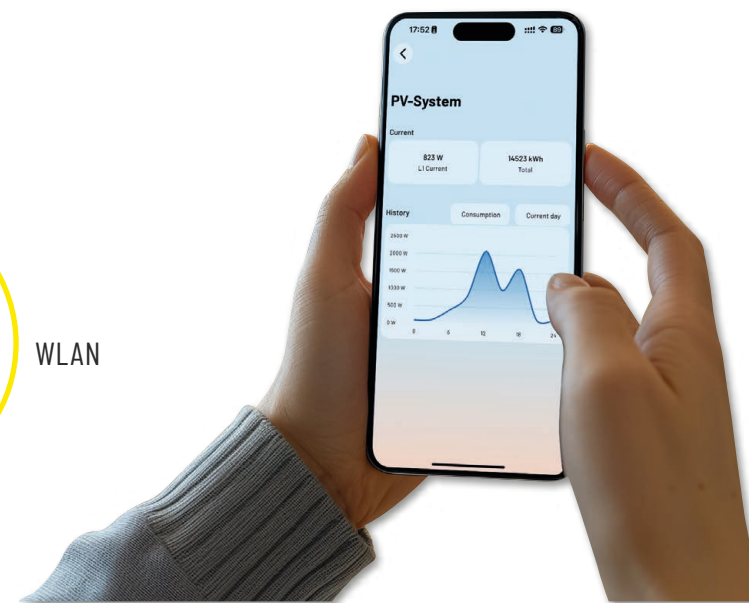 17:52
89
PV-System
Current
823 W
L1 Current
14523 kWh
Total
History
Consumption
Current day
2500 W
2000 W
1500 W
1000 W
500 W
0 W
0 6 12 18 24
WLAN